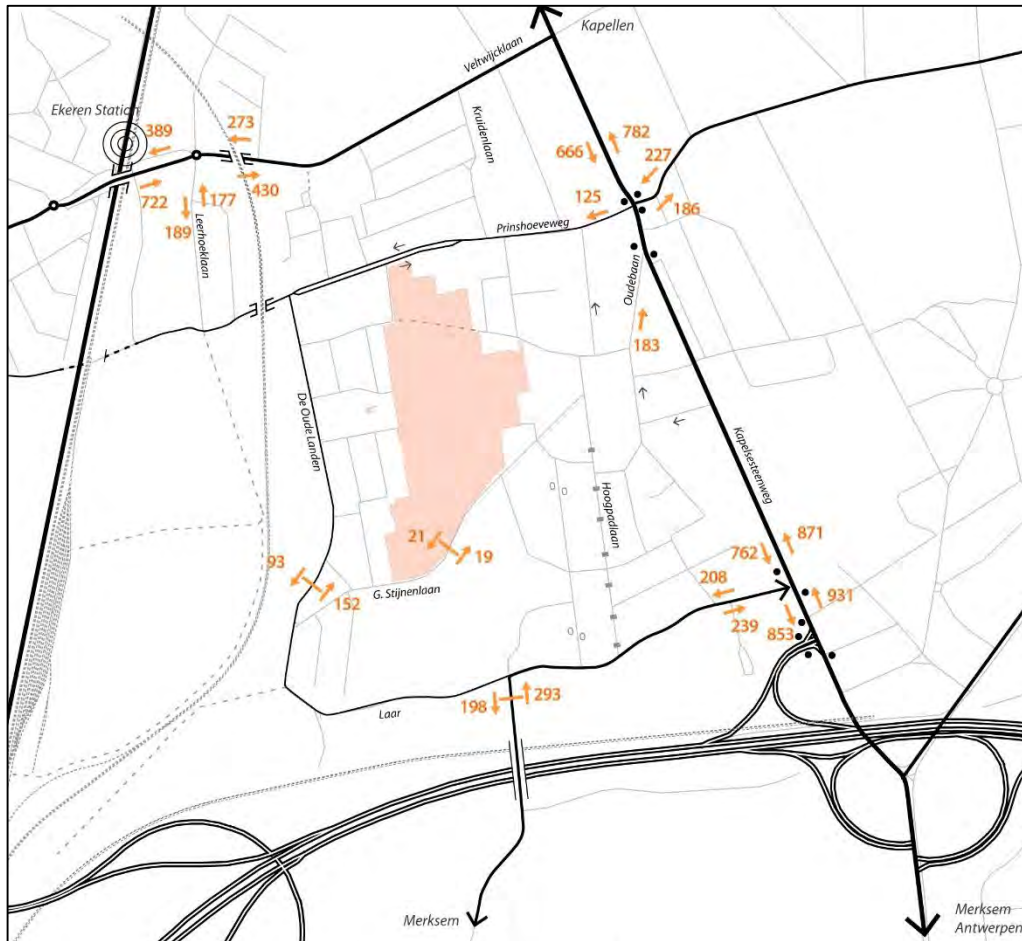 Kapellen
Veltwijcklaan
Ekeren Station
389
273
Kruidenlaan
782
666
227
722
177
430
125
186
189
Leerhoeklaan
Prinshoeveweg
Oudebaan
183
De Oude Landen
Kapelsesteenweg
Hoogpadlaan
21
19
871
762
93
208
152
G. Stijnenlaan
931
239
853
198
293
Laar
Merksem
Merksem
Antwerpen